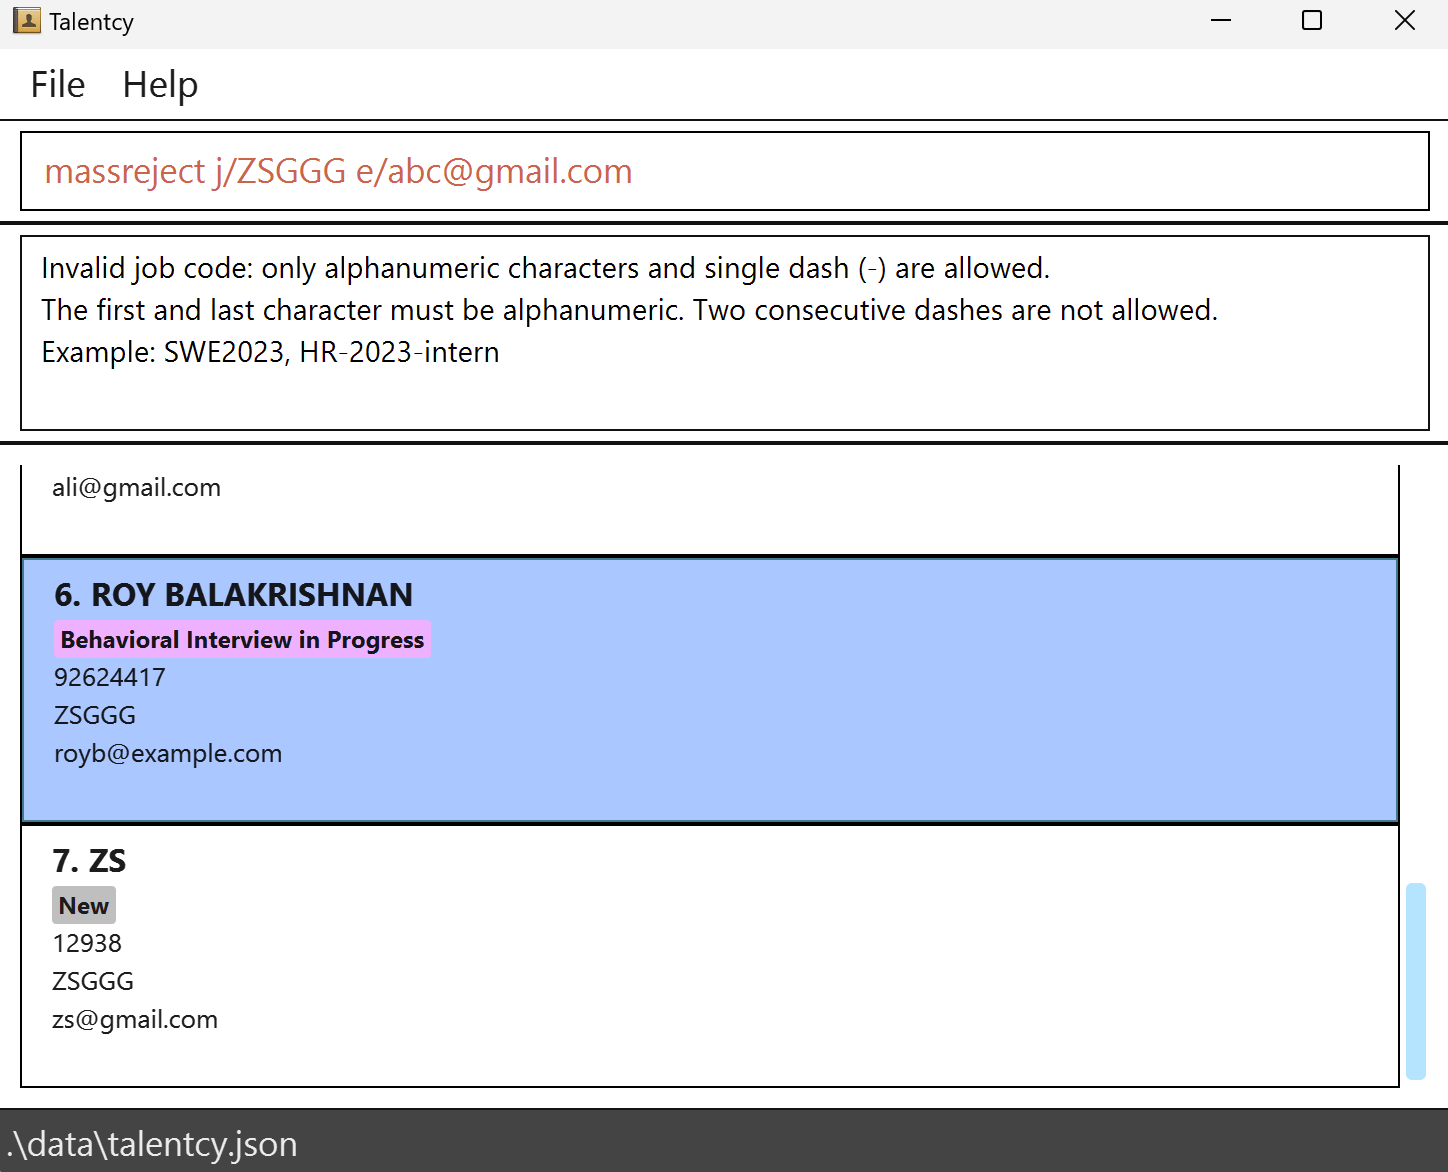 Talentcy
File Help
massreject j/ZSGGG e/abc@gmail.com
Invalid job code: only alphanumeric characters and single dash (-) are allowed.
The first and last character must be alphanumeric. Two consecutive dashes are not allowed.
Example: SWE2023, HR-2023-intern
ali@gmail.com
6. ROY BALAKRISHNAN
Behavioral Interview in Progress
92624417
ZSGGG
royb@example.com
7. ZS
New
12938
ZSGGG
zs@gmail.com
.\data\talentcy.json